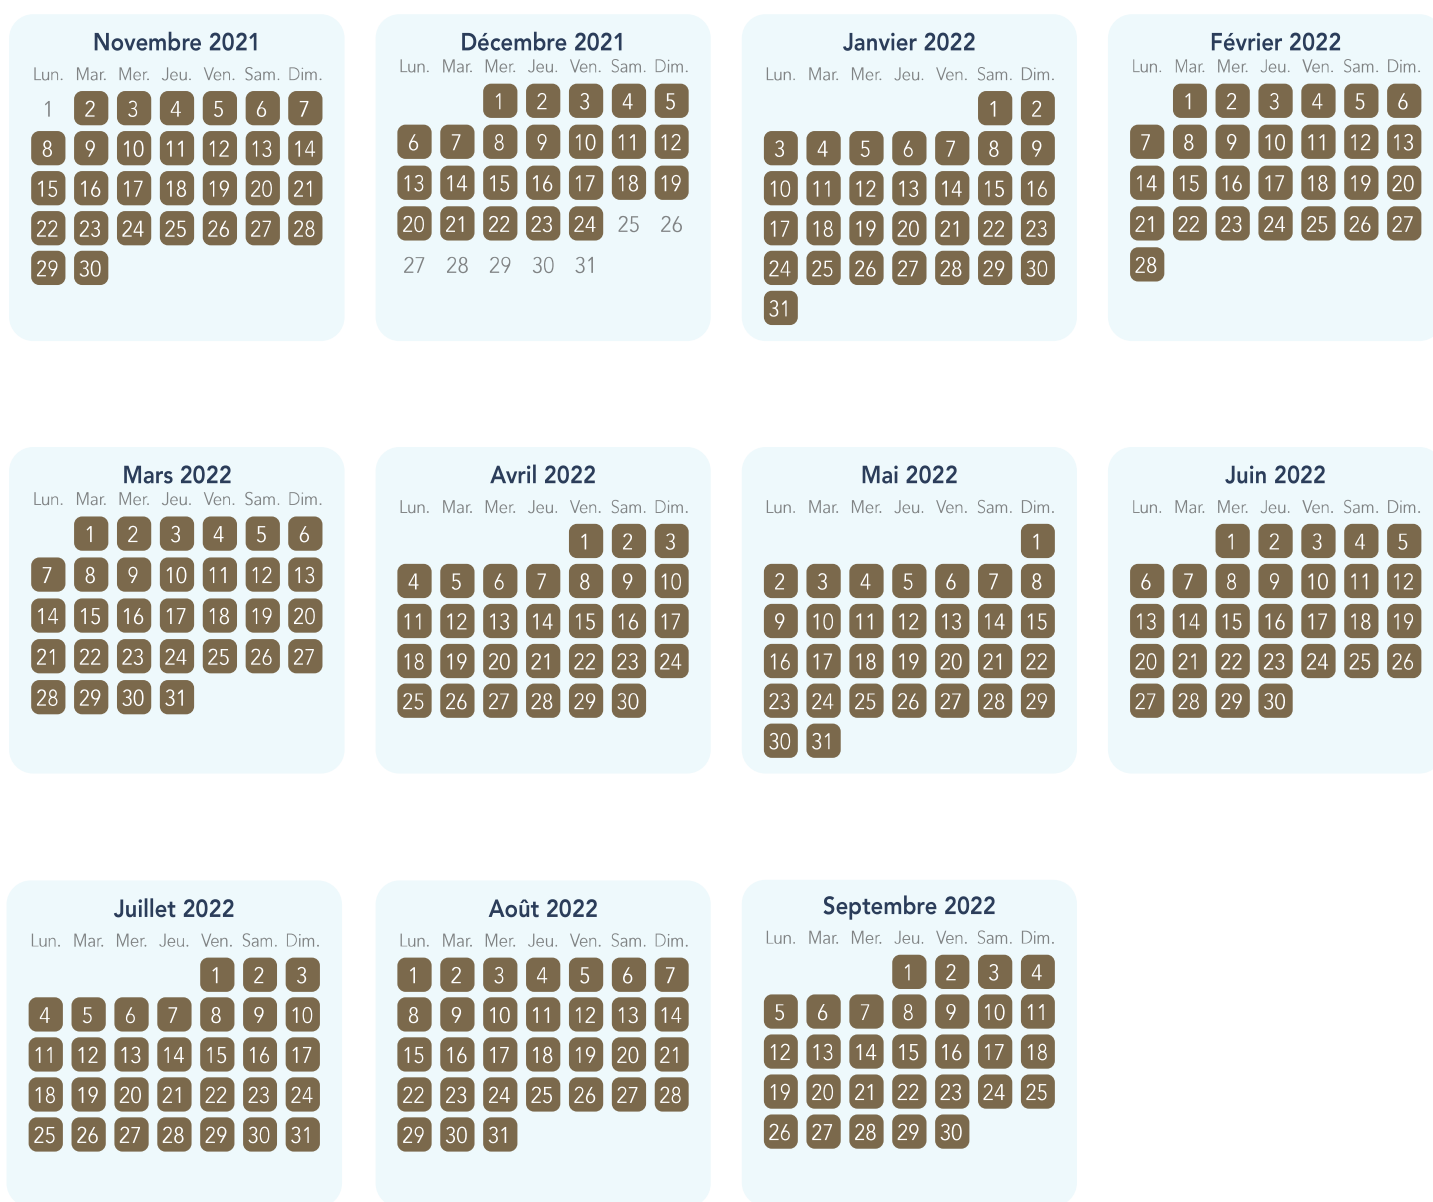 Novembre 2021
Lun. Mar. Mer. Jeu. Ven. Sam. Dim.
1 2 3 4 5 6 7
8 9 10 11 12 13 14
15 16 17 18 19 20 21
22 23 24 25 26 27 28
29 30
Décembre 2021
Lun. Mar. Mer. Jeu. Ven. Sam. Dim.
1 2 3 4 5
6 7 8 9 10 11 12
13 14 15 16 17 18 19
20 21 22 23 24 25 26
27 28 29 30 31
Janvier 2022
Lun. Mar. Mer. Jeu. Ven. Sam. Dim.
1 2
3 4 5 6 7 8 9
10 11 12 13 14 15 16
17 18 19 20 21 22 23
24 25 26 27 28 29 30
31
Février 2022
Lun. Mar. Mer. Jeu. Ven. Sam. Dim.
1 2 3 4 5 6
7 8 9 10 11 12 13
14 15 16 17 18 19 20
21 22 23 24 25 26 27
28
Mars 2022
Lun. Mar. Mer. Jeu. Ven. Sam. Dim.
1 2 3 4 5 6
7 8 9 10 11 12 13
14 15 16 17 18 19 20
21 22 23 24 25 26 27
28 29 30 31
Avril 2022
Lun. Mar. Mer. Jeu. Ven. Sam. Dim.
1 2 3
4 5 6 7 8 9 10
11 12 13 14 15 16 17
18 19 20 21 22 23 24
25 26 27 28 29 30
Mai 2022
Lun. Mar. Mer. Jeu. Ven. Sam. Dim.
1
2 3 4 5 6 7 8
9 10 11 12 13 14 15
16 17 18 19 20 21 22
23 24 25 26 27 28 29
30 31
Juin 2022
Lun. Mar. Mer. Jeu. Ven. Sam. Dim.
1 2 3 4 5
6 7 8 9 10 11 12
13 14 15 16 17 18 19
20 21 22 23 24 25 26
27 28 29 30
Juillet 2022
Lun. Mar. Mer. Jeu. Ven. Sam. Dim.
1 2 3
4 5 6 7 8 9 10
11 12 13 14 15 16 17
18 19 20 21 22 23 24
25 26 27 28 29 30 31
Août 2022
Lun. Mar. Mer. Jeu. Ven. Sam. Dim.
1 2 3 4 5 6 7
8 9 10 11 12 13 14
15 16 17 18 19 20 21
22 23 24 25 26 27 28
29 30 31
Septembre 2022
Lun. Mar. Mer. Jeu. Ven. Sam. Dim.
1 2 3 4
5 6 7 8 9 10 11
12 13 14 15 16 17 18
19 20 21 22 23 24 25
26 27 28 29 30